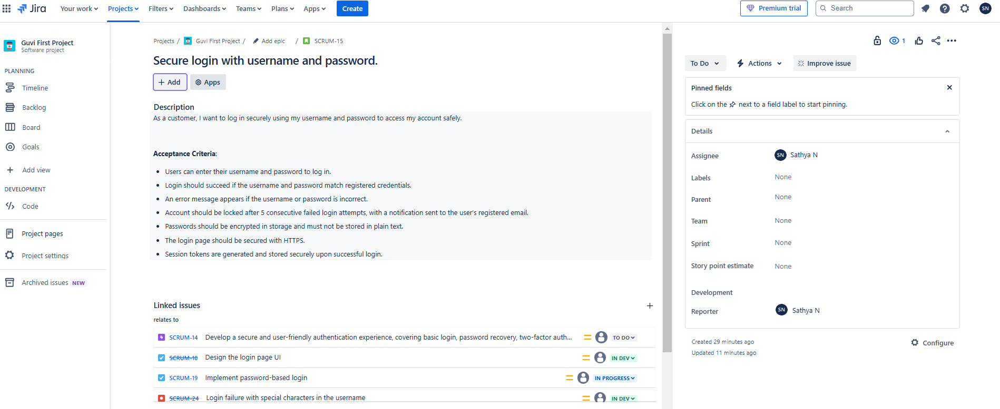 Jira Your work Projects Filters Dashboards Teams Plans Apps Create Premium trial Search SN
Guvi First Project
Software project
PLANNING
Timeline
Backlog
Board
Goals
Add view
DEVELOPMENT
Code
Project pages
Project settings
Archived issues NEW
Projects / Guvi First Project / Add epic / SCRUM-15
Secure login with username and password.
+ Add Apps
Description
As a customer, I want to log in securely using my username and password to access my account safely.
Acceptance Criteria:
• Users can enter their username and password to log in.
• Login should succeed if the username and password match registered credentials.
• An error message appears if the username or password is incorrect.
• Account should be locked after 5 consecutive failed login attempts, with a notification sent to the user's registered email.
• Passwords should be encrypted in storage and must not be stored in plain text.
• The login page should be secured with HTTPS.
• Session tokens are generated and stored securely upon successful login.
Linked issues
relates to
SCRUM-14 Develop a secure and user-friendly authentication experience, covering basic login, password recovery, two-factor auth... TO DO
SCRUM-18 Design the login page UI IN DEV
SCRUM-19 Implement password-based login IN PROGRESS
SCRUM-24 Login failure with special characters in the username IN DEV
1
To Do Actions Improve issue
Pinned fields
Click on the next to a field label to start pinning.
Details
Assignee SN Sathya N
Labels None
Parent None
Team None
Sprint None
Story point estimate None
Development
Reporter SN Sathya N
Created 29 minutes ago
Configure
Updated 11 minutes ago